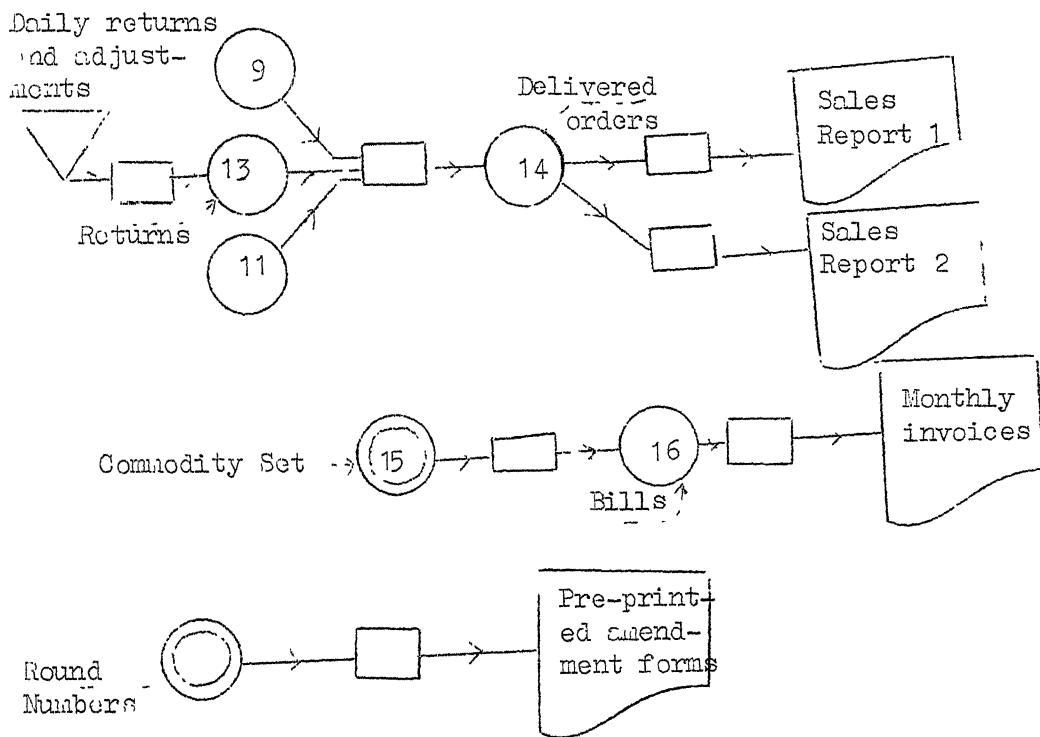 Daily returns
and adjust-
ments
9
Delivered
orders
Sales
Report 1
13
14
Returns
11
Sales
Report 2
Monthly
invoices
Commodity Set
15
16
Bills
Pre-print-
ed amend-
ment forms
Round
Numbers